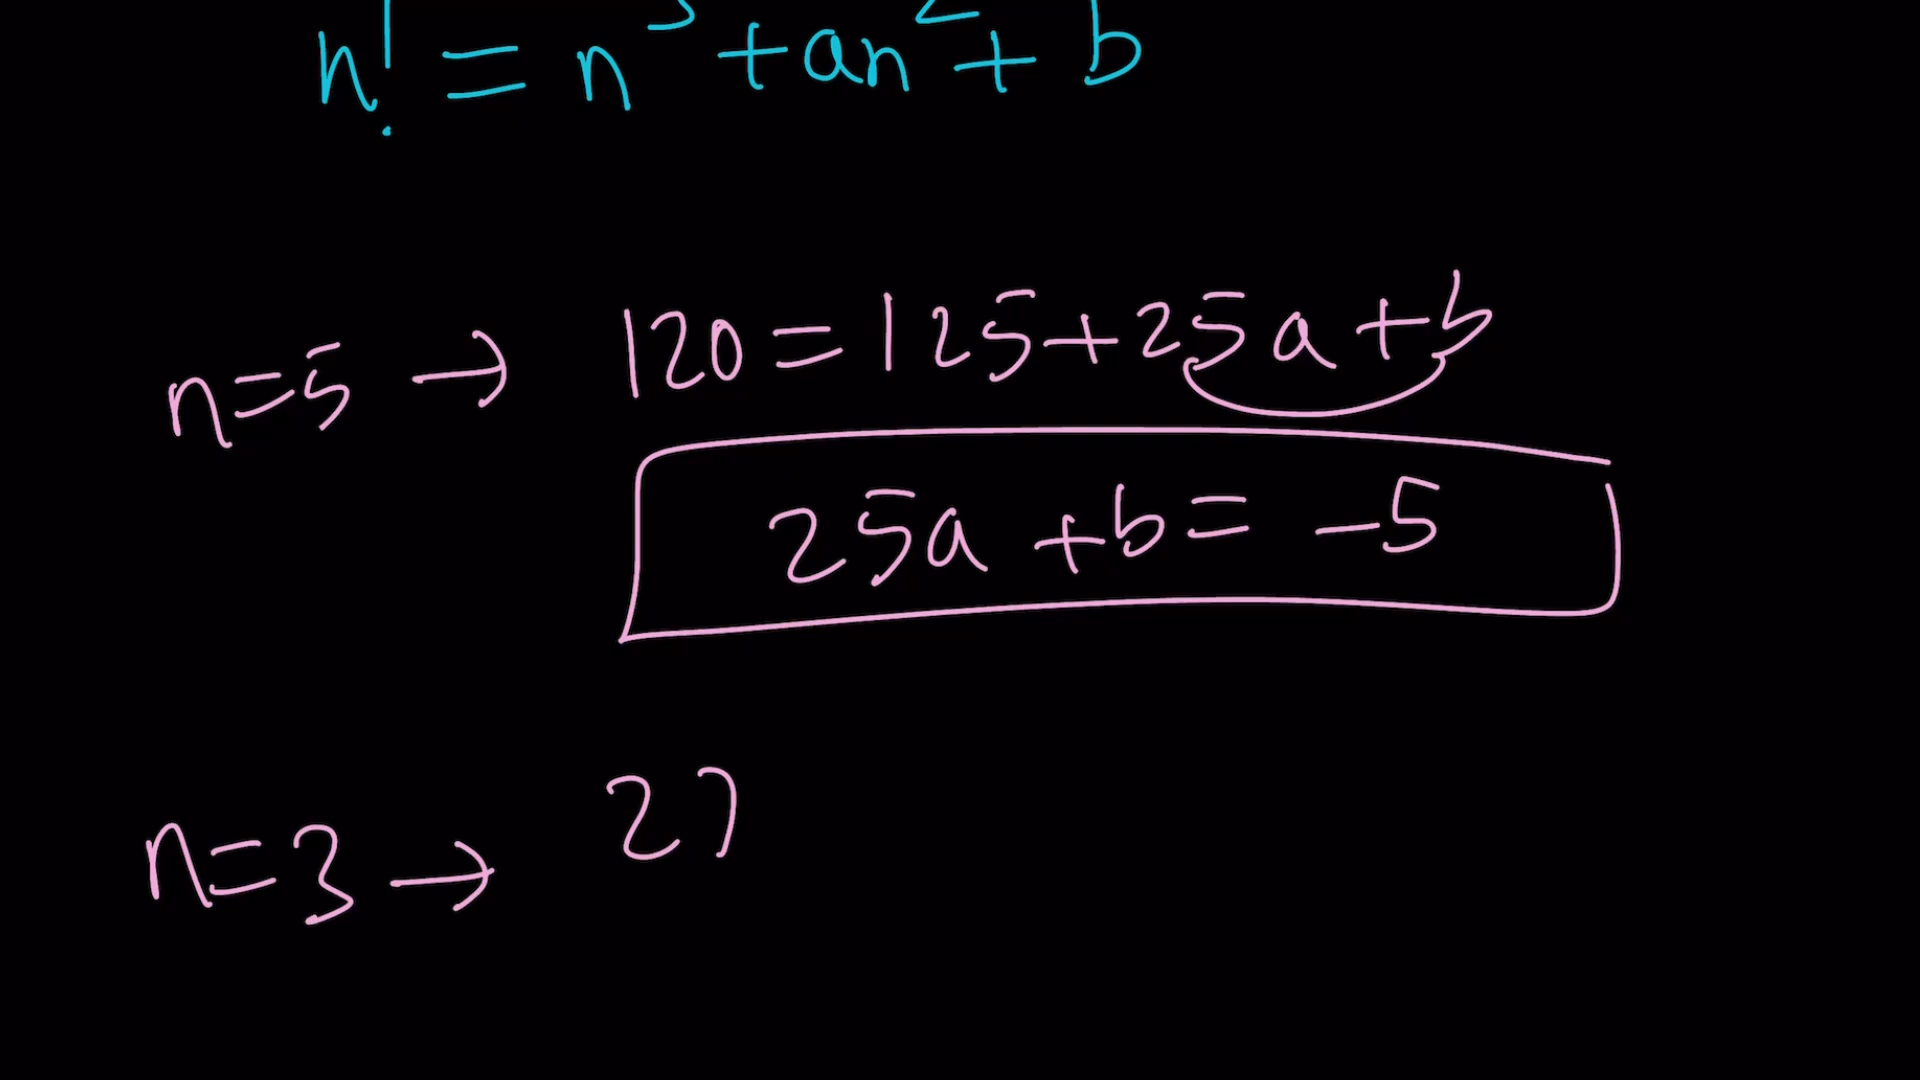 n! = n³ + an² + b
n=5 → 120 = 125 + 25a + b
25a + b = -5
n=3 → 27